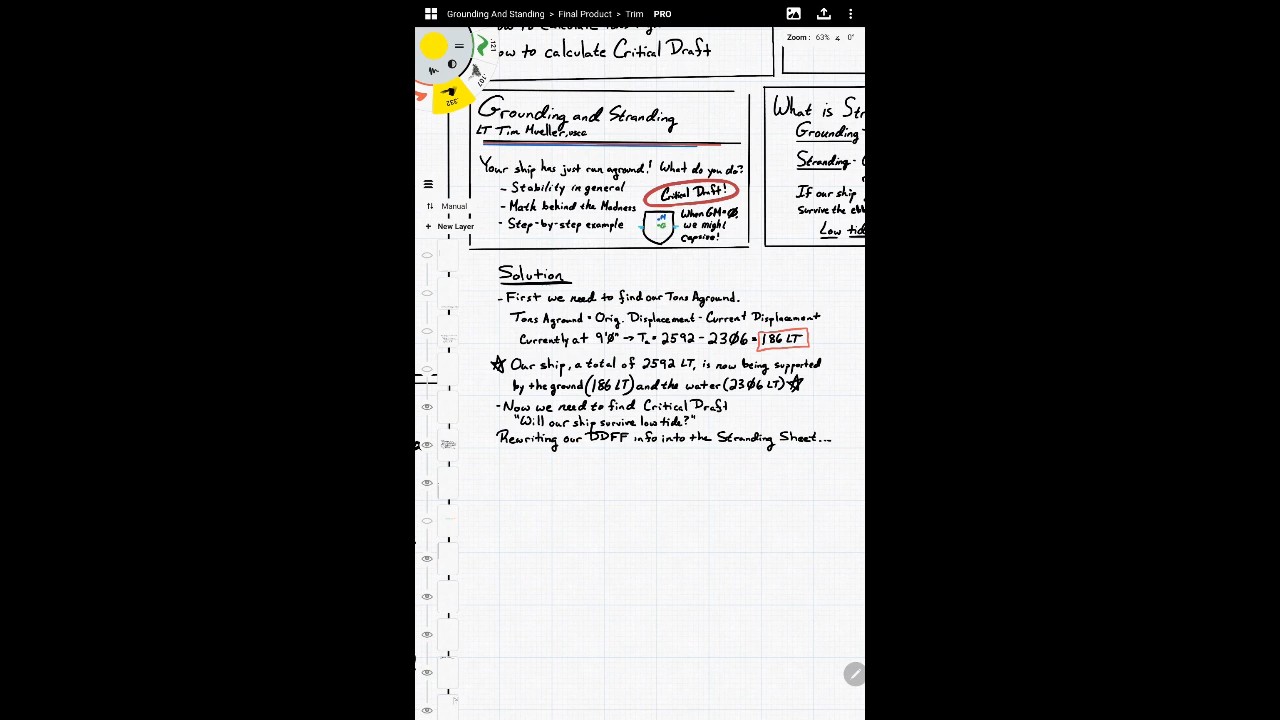 Grounding And Standing > Final Product > Trim PRO
Zoom: 63% ∡ 0°
ow to calculate Critical Draft
.121
.107
.332
Grounding and Stranding
LT Tim Mueller, USCG
Your ship has just run aground! What do you do?
- Stability in general
- Math behind the Madness
- Step-by-step example
Critical Draft!
When GM=Ø,
we might
capsize!
M
G
What is Str
Grounding-
Stranding-
If our ship
survive the eb
Low tid
Manual
+ New Layer
Solution
- First we need to find our Tons Aground.
Tons Aground = Orig. Displacement - Current Displacement
Currently at 9'Ø" → Ta = 2592 - 23Ø6 = 186 LT
☆ Our ship, a total of 2592 LT, is now being supported
by the ground (186 LT) and the water (23Ø6 LT) ☆
- Now we need to find Critical Draft
"Will our ship survive low tide?"
Rewriting our DDFF info into the Stranding Sheet...